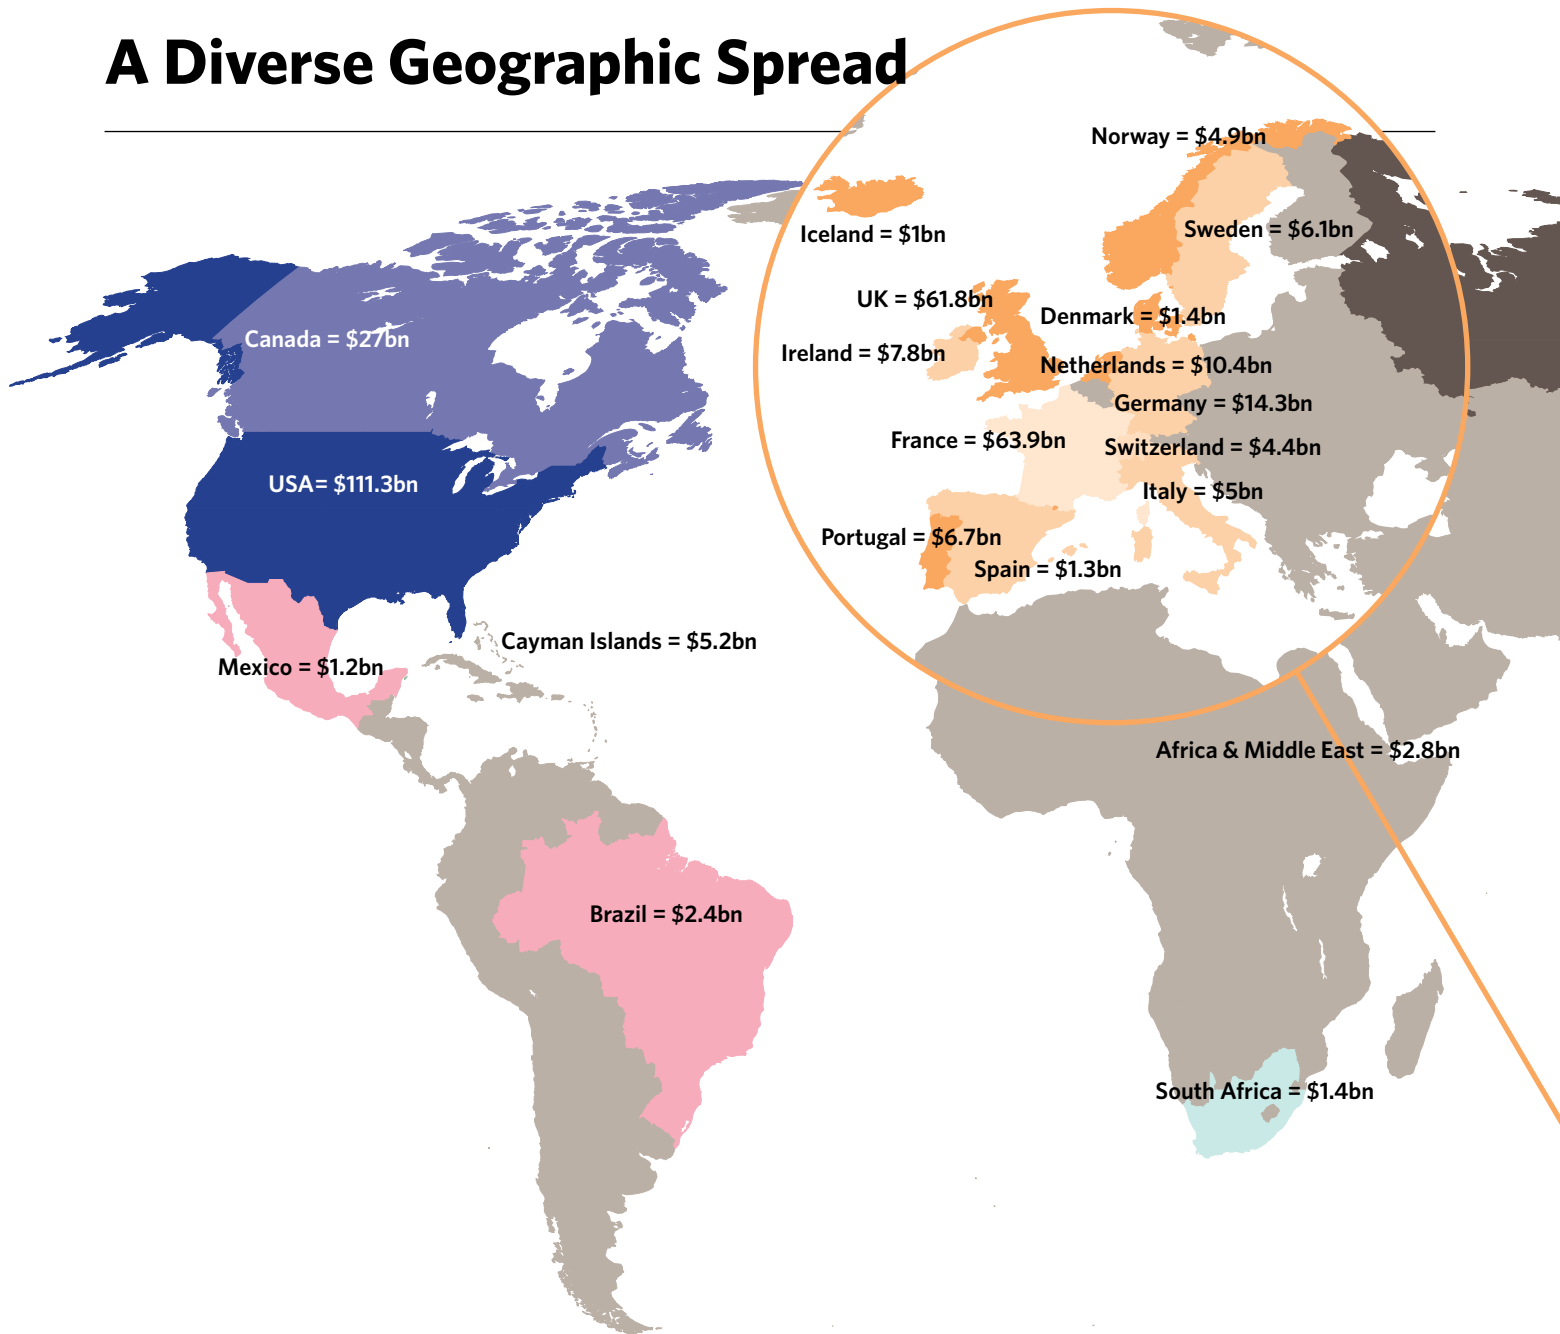 A Diverse Geographic Spread
Norway = $4.9bn
Iceland = $1bn
Sweden = $6.1bn
UK = $61.8bn
Denmark = $1.4bn
Canada = $27bn
Ireland = $7.8bn
Netherlands = $10.4bn
Germany = $14.3bn
France = $63.9bn
Switzerland = $4.4bn
USA= $111.3bn
Italy = $5bn
Portugal = $6.7bn
Spain = $1.3bn
Cayman Islands = $5.2bn
Mexico = $1.2bn
Africa & Middle East = $2.8bn
Brazil = $2.4bn
South Africa = $1.4bn